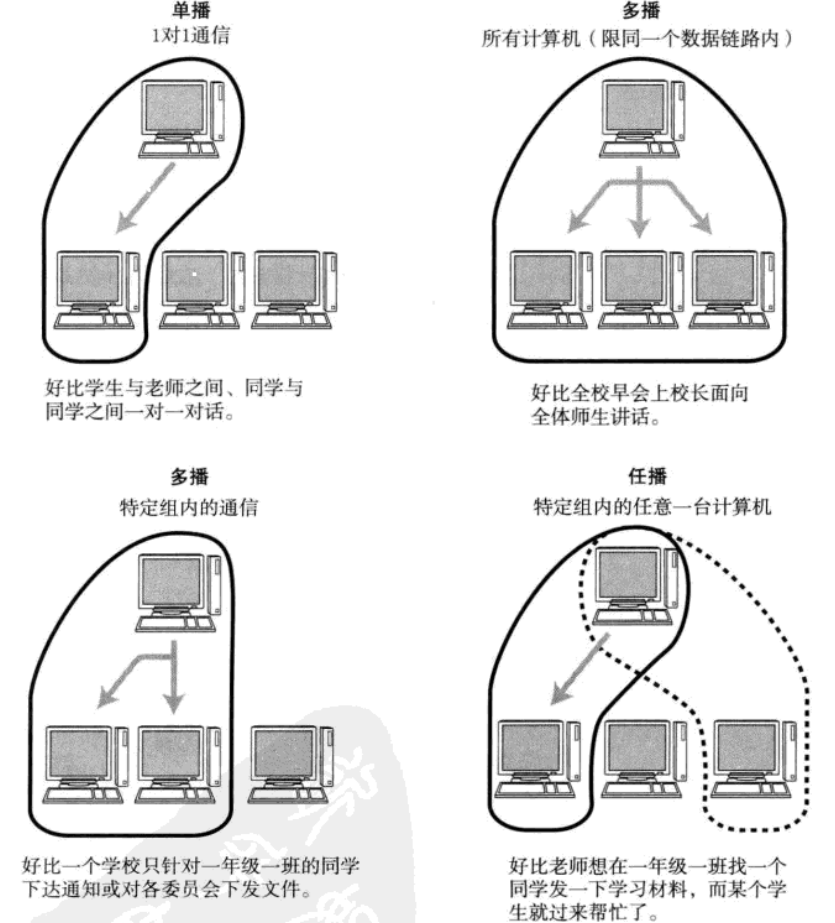 单播
1对1通信
多播
所有计算机（限同一个数据链路内）
好比学生与老师之间、同学与
同学之间一对一对话。
好比全校早会上校长面向
全体师生讲话。
多播
特定组内的通信
任播
特定组内的任意一台计算机
好比一个学校只针对一年级一班的同学
下达通知或对各委员会下发文件。
好比老师想在一年级一班找一个
同学发一下学习材料，而某个学
生就过来帮忙了。